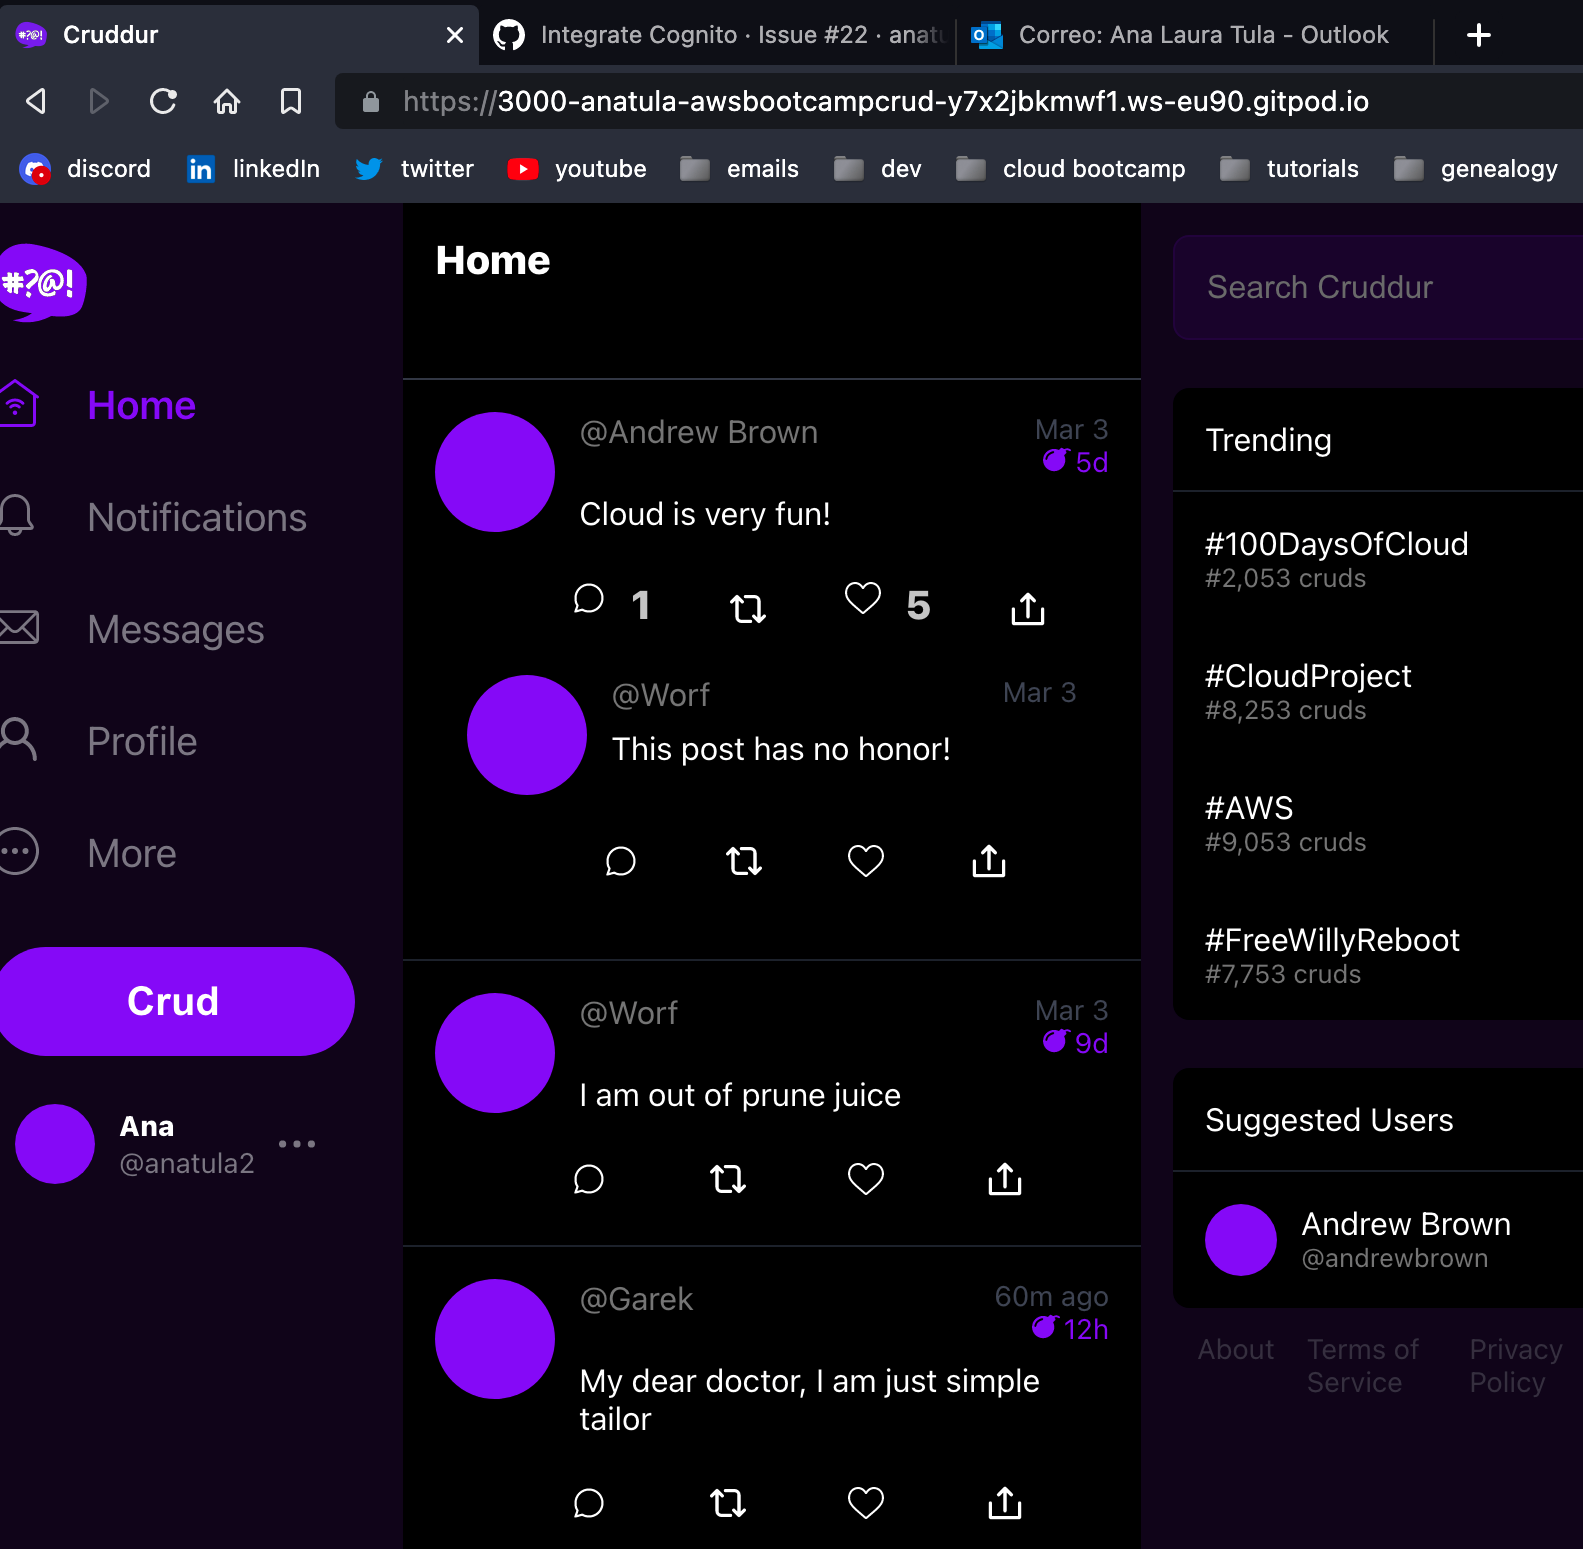 #?@! Cruddur
Integrate Cognito · Issue #22 · anatu
Correo: Ana Laura Tula - Outlook
https://3000-anatula-awsbootcampcrud-y7x2jbkmwf1.ws-eu90.gitpod.io
discord linkedIn twitter youtube emails dev cloud bootcamp tutorials genealogy
#?@!
Home
Notifications
Messages
Profile
More
Crud
Ana
@anatula2
Home
@Andrew Brown
Mar 3
5d
Cloud is very fun!
1 5
@Worf
Mar 3
This post has no honor!
@Worf
Mar 3
9d
I am out of prune juice
@Garek
60m ago
12h
My dear doctor, I am just simple
tailor
Search Cruddur
Trending
#100DaysOfCloud
#2,053 cruds
#CloudProject
#8,253 cruds
#AWS
#9,053 cruds
#FreeWillyReboot
#7,753 cruds
Suggested Users
Andrew Brown
@andrewbrown
About
Terms of
Service
Privacy
Policy